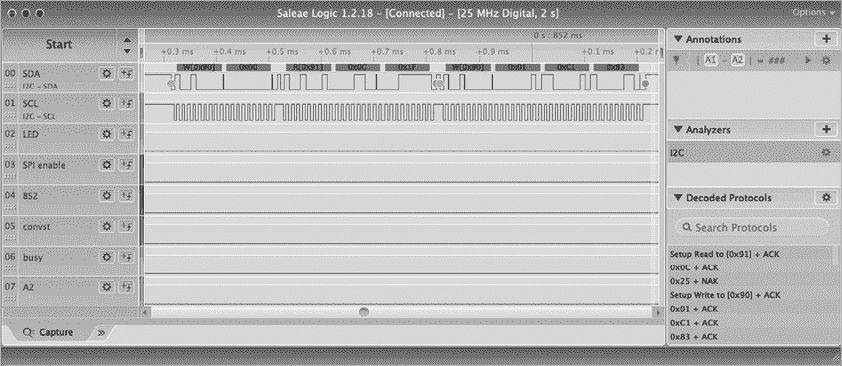 Saleae Logic 1.2.18 - [Connected] - [25 MHz Digital, 2 s]
Options
Start
0 s : 852 ms
+0.3 ms +0.4 ms +0.5 ms +0.6 ms +0.7 ms +0.8 ms +0.9 ms +0.1 ms +0.2 m
W[0x90] 0x00 R[0x91] 0x0C 0x1F W[0x90] 0x01 0xC1 0x83
00 SDA
I2C - SDA
01 SCL
I2C - SCL
02 LED
03 SPI enable
04 BS2
05 convst
06 busy
07 A2
Capture
Annotations
A1 - A2 | = ###
Analyzers
I2C
Decoded Protocols
Search Protocols
Setup Read to [0x91] + ACK
0x0C + ACK
0x25 + NAK
Setup Write to [0x90] + ACK
0x01 + ACK
0xC1 + ACK
0x83 + ACK